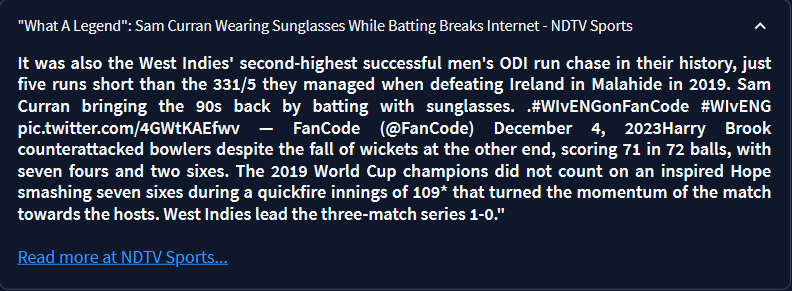 "What A Legend": Sam Curran Wearing Sunglasses While Batting Breaks Internet - NDTV Sports
It was also the West Indies' second-highest successful men's ODI run chase in their history, just
five runs short than the 331/5 they managed when defeating Ireland in Malahide in 2019. Sam
Curran bringing the 90s back by batting with sunglasses. .#WIvENGonFanCode #WIvENG
pic.twitter.com/4GWtKAEfwv — FanCode (@FanCode) December 4, 2023Harry Brook
counterattacked bowlers despite the fall of wickets at the other end, scoring 71 in 72 balls, with
seven fours and two sixes. The 2019 World Cup champions did not count on an inspired Hope
smashing seven sixes during a quickfire innings of 109* that turned the momentum of the match
towards the hosts. West Indies lead the three-match series 1-0."
Read more at NDTV Sports...